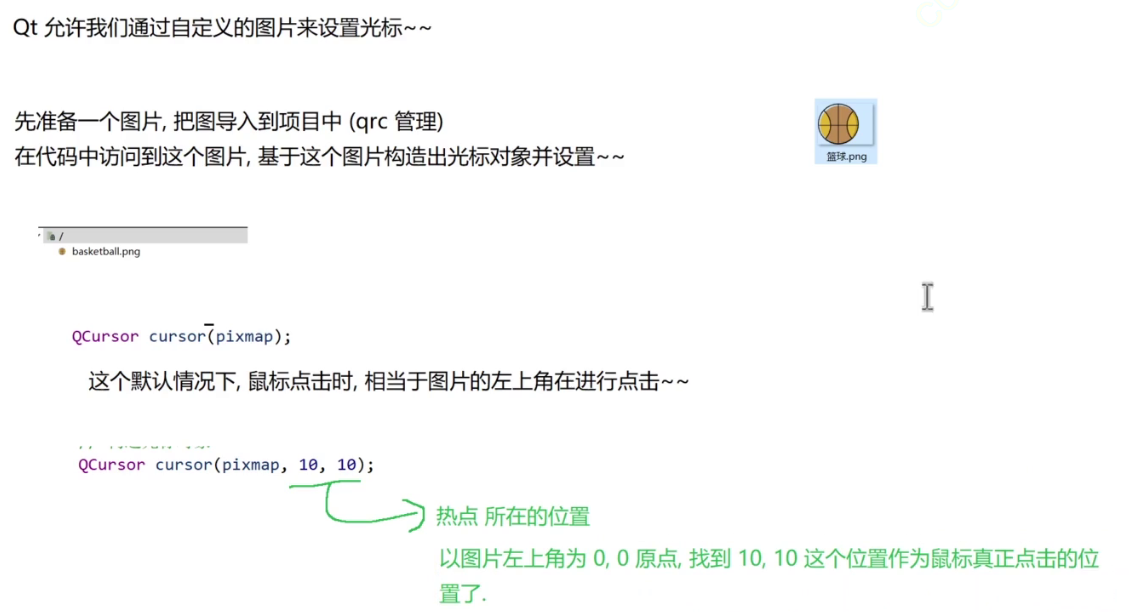 Qt 允许我们通过自定义的图片来设置光标~~
先准备一个图片, 把图导入到项目中 (qrc 管理)
在代码中访问到这个图片, 基于这个图片构造出光标对象并设置~~
篮球.png
/
basketball.png
QCursor cursor(pixmap);
这个默认情况下, 鼠标点击时, 相当于图片的左上角在进行点击~~
QCursor cursor(pixmap, 10, 10);
热点 所在的位置
以图片左上角为 0, 0 原点, 找到 10, 10 这个位置作为鼠标真正点击的位
置了.